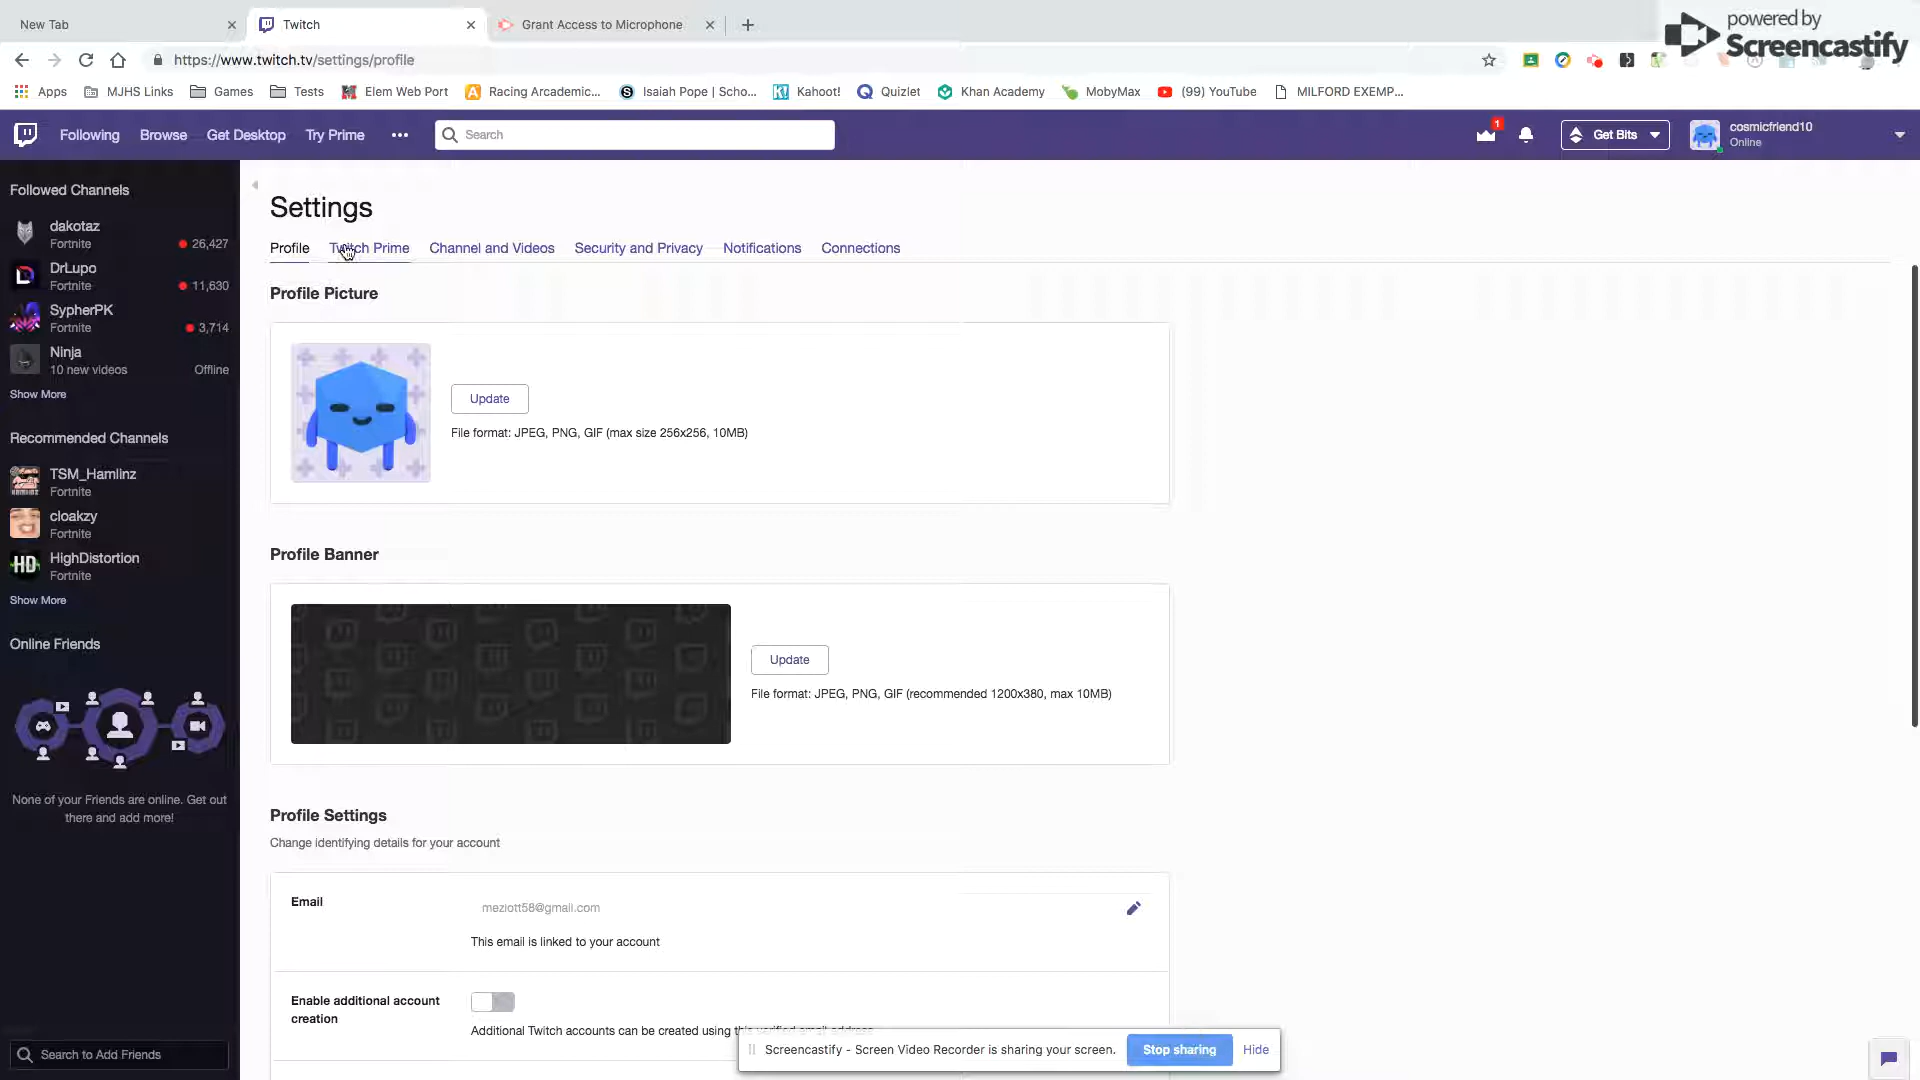 New Tab
Twitch
Grant Access to Microphone
powered by
Screencastify
https://www.twitch.tv/settings/profile
Apps
MJHS Links
Games
Tests
Elem Web Port
Racing Arcademic...
Isaiah Pope | Scho...
Kahoot!
Quizlet
Khan Academy
MobyMax
(99) YouTube
MILFORD EXEMP...
Following
Browse
Get Desktop
Try Prime
Search
1
Get Bits
cosmicfriend10
Online
Followed Channels
dakotaz
Fortnite
26,427
DrLupo
Fortnite
11,630
SypherPK
Fortnite
3,714
Ninja
10 new videos
Offline
Show More
Recommended Channels
TSM_Hamlinz
Fortnite
cloakzy
Fortnite
HD
HighDistortion
Fortnite
Show More
Online Friends
None of your Friends are online. Get out
there and add more!
Search to Add Friends
Settings
Profile
Twitch Prime
Channel and Videos
Security and Privacy
Notifications
Connections
Profile Picture
Update
File format: JPEG, PNG, GIF (max size 256x256, 10MB)
Profile Banner
Update
File format: JPEG, PNG, GIF (recommended 1200x380, max 10MB)
Profile Settings
Change identifying details for your account
Email
meziott58@gmail.com
This email is linked to your account
Enable additional account
creation
Additional Twitch accounts can be created using this verified email address
Screencastify - Screen Video Recorder is sharing your screen.
Stop sharing
Hide